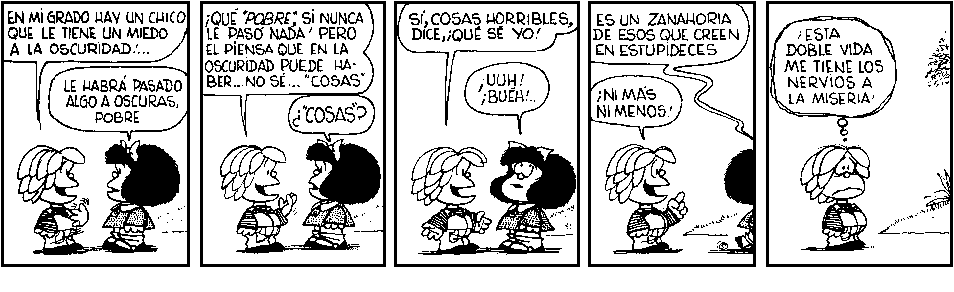 EN MI GRADO HAY UN CHICO
QUE LE TIENE UN MIEDO
A LA OSCURIDAD!...
LE HABRÁ PASADO
ALGO A OSCURAS,
POBRE
¡QUÉ "POBRE", SI NUNCA
LE PASÓ NADA! PERO
EL PIENSA QUE EN LA
OSCURIDAD PUEDE HA-
BER... NO SÉ... "COSAS"
¿"COSAS"?
SÍ, COSAS HORRIBLES,
DICE, ¡QUÉ SÉ YO!
¡UUH!
¡BUÉH!..
ES UN ZANAHORIA
DE ESOS QUE CREEN
EN ESTUPIDECES
¡NI MÁS
NI MENOS!
¡ESTA
DOBLE VIDA
ME TIENE LOS
NERVIOS A
LA MISERIA!